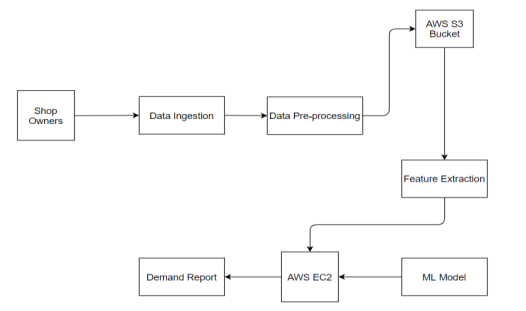 AWS S3
Bucket
Shop
Owners
Data Ingestion
Data Pre-processing
Feature Extraction
Demand Report
AWS EC2
ML Model